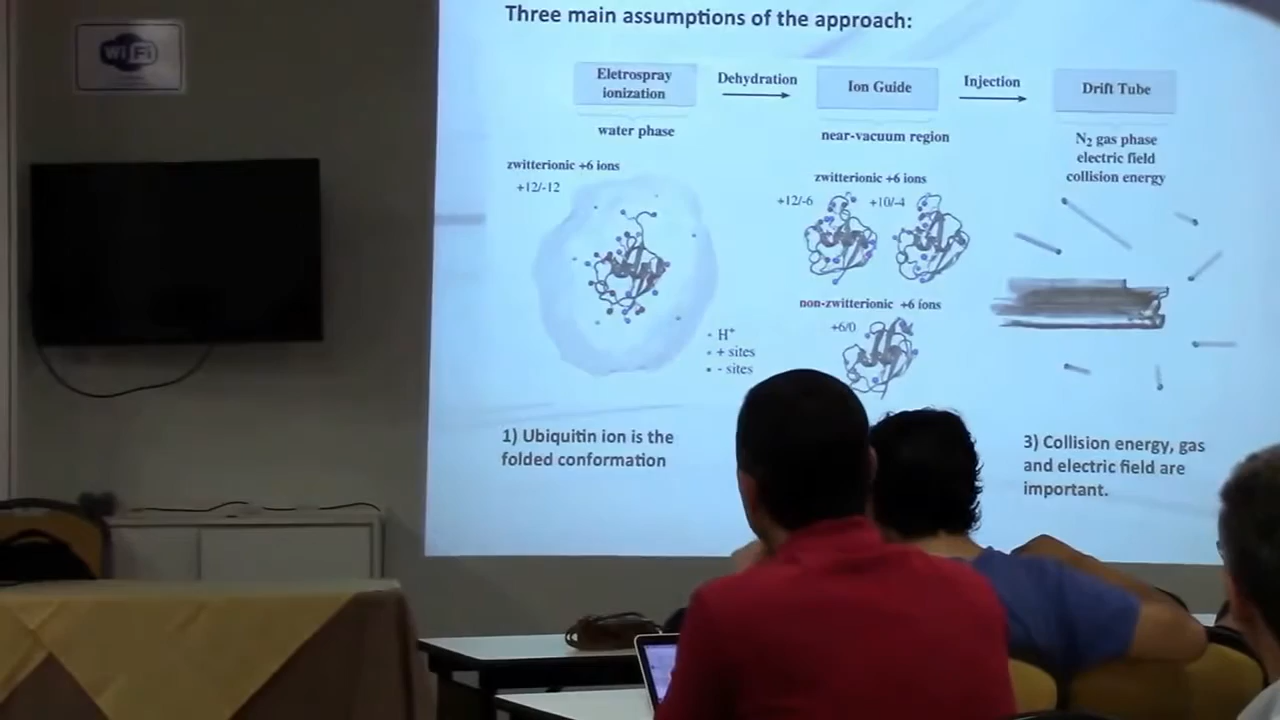 Three main assumptions of the approach:
WiFi
Eletrospray
ionization
Dehydration
Ion Guide
Injection
Drift Tube
water phase
near-vacuum region
N₂ gas phase
electric field
collision energy
zwitterionic +6 ions
+12/-12
zwitterionic +6 ions
+12/-6
+10/-4
non-zwitterionic +6 ions
+6/0
- H⁺
- + sites
- - sites
1) Ubiquitin ion is the
folded conformation
3) Collision energy, gas
and electric field are
important.